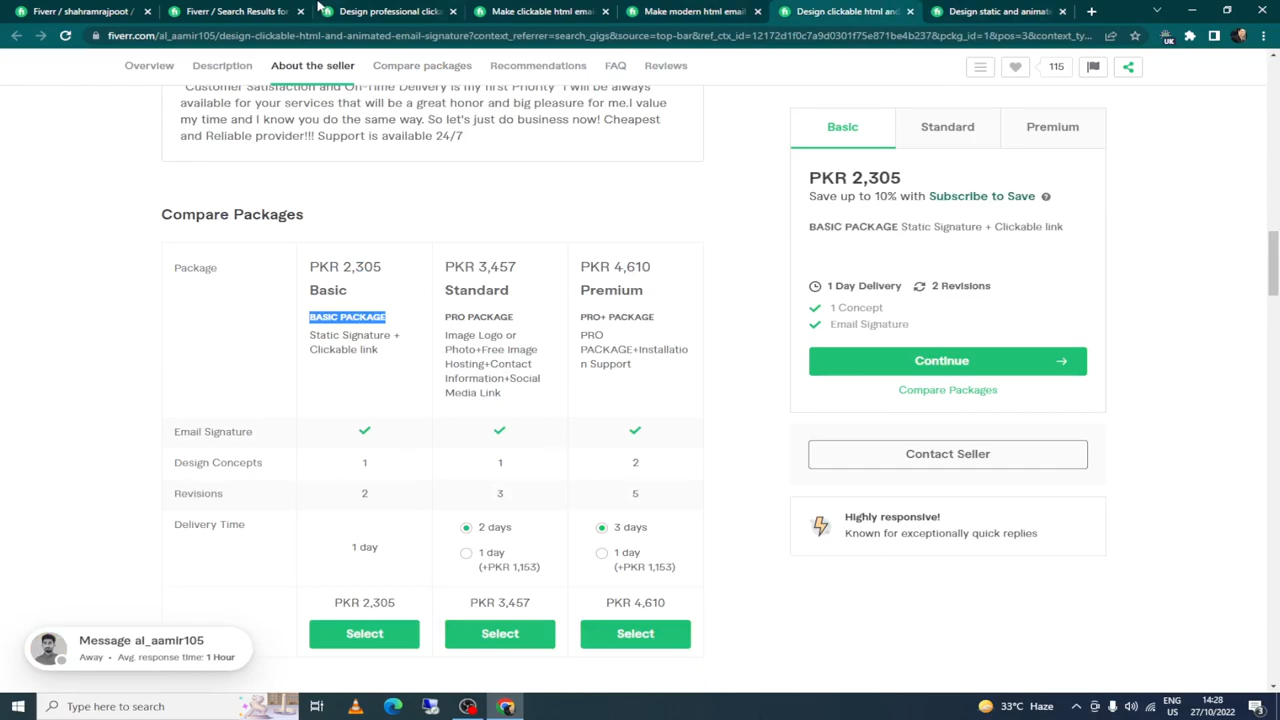 Fiverr / shahramrajpoot /
Fiverr / Search Results for
Design professional click
Make clickable html emai
Make modern html email
Design clickable html and
Design static and animat
fiverr.com/al_aamir105/design-clickable-html-and-animated-email-signature?context_referrer=search_gigs&source=top-bar&ref_ctx_id=12172d1f0c7a9d0301f75e871be4b237&pckg_id=1&pos=3&context_ty...
UK
Overview
Description
About the seller
Compare packages
Recommendations
FAQ
Reviews
115
"Customer Satisfaction and On-Time Delivery is my first Priority" I will be always
available for your services that will be a great honor and big pleasure for me.I value
my time and I know you do the same way. So let's just do business now! Cheapest
and Reliable provider!!! Support is available 24/7
Compare Packages
Package
PKR 2,305
Basic
BASIC PACKAGE
Static Signature +
Clickable link
PKR 3,457
Standard
PRO PACKAGE
Image Logo or
Photo+Free Image
Hosting+Contact
Information+Social
Media Link
PKR 4,610
Premium
PRO+ PACKAGE
PRO
PACKAGE+Installatio
n Support
Email Signature
Design Concepts
1
1
2
Revisions
2
3
5
Delivery Time
1 day
2 days
1 day
(+PKR 1,153)
3 days
1 day
(+PKR 1,153)
PKR 2,305
PKR 3,457
PKR 4,610
Select
Select
Select
Basic
Standard
Premium
PKR 2,305
Save up to 10% with Subscribe to Save
BASIC PACKAGE Static Signature + Clickable link
1 Day Delivery
2 Revisions
1 Concept
Email Signature
Continue
Compare Packages
Contact Seller
Highly responsive!
Known for exceptionally quick replies
Message al_aamir105
Away • Avg. response time: 1 Hour
Type here to search
33°C Haze
ENG
US
14:28
27/10/2022
3